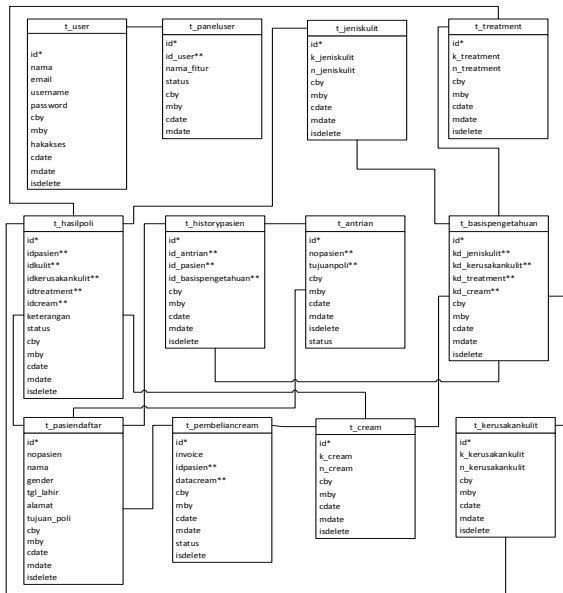 t_user
id*
nama
email
username
password
cby
mby
hakakses
cdate
mdate
isdelete
t_paneluser
id*
id_user**
nama_fitur
status
cby
mby
cdate
mdate
t_jeniskulit
id*
k_jeniskulit
n_jeniskulit
cby
mby
cdate
mdate
isdelete
t_treatment
id*
k_treatment
n_treatment
cby
mby
cdate
mdate
isdelete
t_hasilpoli
id*
idpasien**
idkulit**
idkerusakankulit**
idtreatment**
idcream**
keterangan
status
cby
mby
cdate
mdate
isdelete
t_historypasien
id*
id_antrian**
id_pasien**
id_basispengetahuan**
cby
mby
cdate
mdate
isdelete
t_antrian
id*
nopasien**
tujuanpoli**
cby
mby
cdate
mdate
isdelete
status
t_basispengetahuan
id*
kd_jeniskulit**
kd_kerusakankulit**
kd_treatment**
kd_cream**
cby
mby
cdate
mdate
isdelete
t_pasiendaftar
id*
nopasien
nama
gender
tgl_lahir
alamat
tujuan_poli
cby
mby
cdate
mdate
isdelete
t_pembeliancream
id*
invoice
idpasien**
datacream**
cby
mby
cdate
mdate
status
isdelete
t_cream
id*
k_cream
n_cream
cby
mby
cdate
mdate
isdelete
t_kerusakankulit
id*
k_kerusakankulit
n_kerusakankulit
cby
mby
cdate
mdate
isdelete